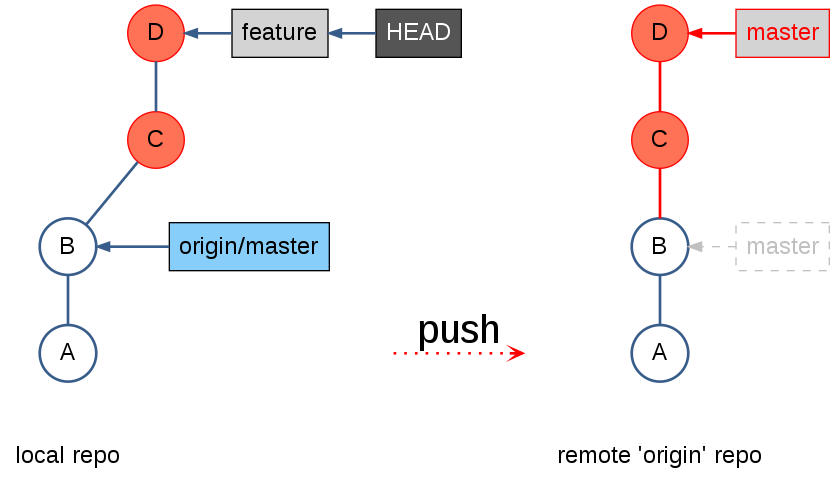 D
feature
HEAD
D
master
C
C
B
origin/master
B
master
push
A
A
local repo
remote 'origin' repo